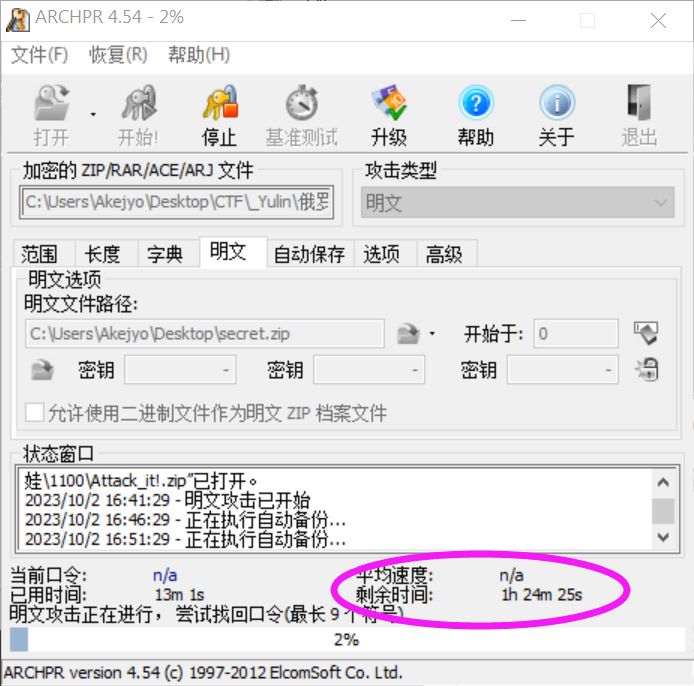 ARCHPR 4.54 - 2%
文件(F) 恢复(R) 帮助(H)
打开 开始! 停止 基准测试 升级 帮助 关于 退出
加密的 ZIP/RAR/ACE/ARJ 文件 攻击类型
C:\Users\Akejyo\Desktop\CTF\_Yulin\俄罗 明文
范围 长度 字典 明文 自动保存 选项 高级
明文选项
明文文件路径:
C:\Users\Akejyo\Desktop\secret.zip 开始于: 0
密钥 - 密钥 - 密钥 -
允许使用二进制文件作为明文 ZIP 档案文件
状态窗口
娃\1100\Attack_it!.zip"已打开。
2023/10/2 16:41:29 - 明文攻击已开始
2023/10/2 16:46:29 - 正在执行自动备份...
2023/10/2 16:51:29 - 正在执行自动备份...
当前口令: n/a 平均速度: n/a
已用时间: 13m 1s 剩余时间: 1h 24m 25s
明文攻击正在进行，尝试找回口令(最长 9 个符号)
2%
ARCHPR version 4.54 (c) 1997-2012 ElcomSoft Co. Ltd.